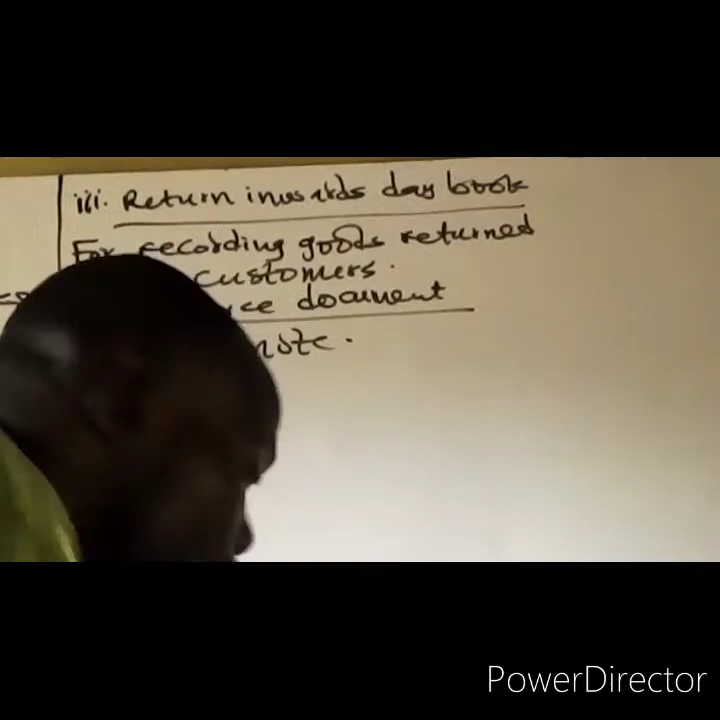 iii. Return inwards day book
For recording goods returned
customers.
document
note.
PowerDirector